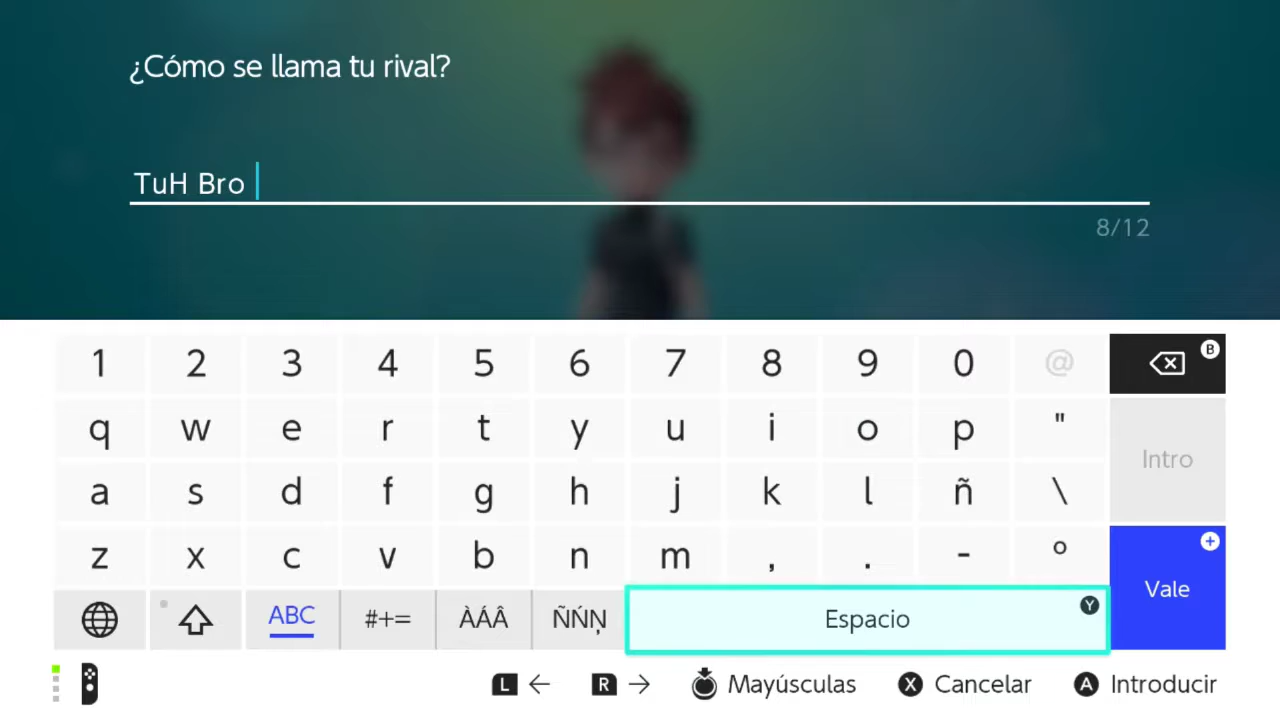 ¿Cómo se llama tu rival?
TuH Bro
8/12
1 2 3 4 5 6 7 8 9 0 @ B
q w e r t y u i o p "
Intro
a s d f g h j k l ñ \
z x c v b n m , . - º
+
Vale
ABC #+= ÀÁÂ ÑŃŅ Espacio Y
L ← R → Mayúsculas X Cancelar A Introducir